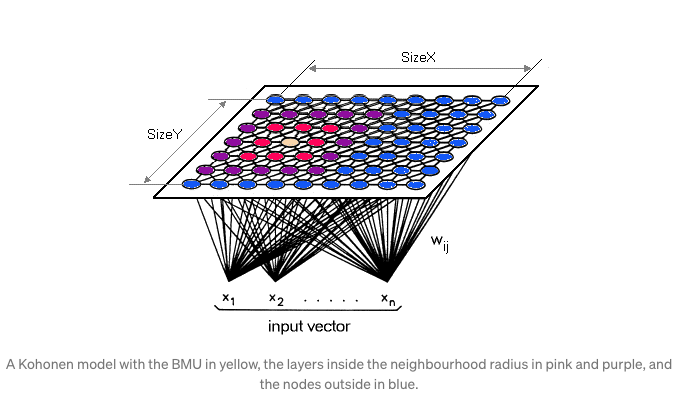 SizeX
SizeY
wij
x1 x2 . . . . . xn
input vector
A Kohonen model with the BMU in yellow, the layers inside the neighbourhood radius in pink and purple, and
the nodes outside in blue.